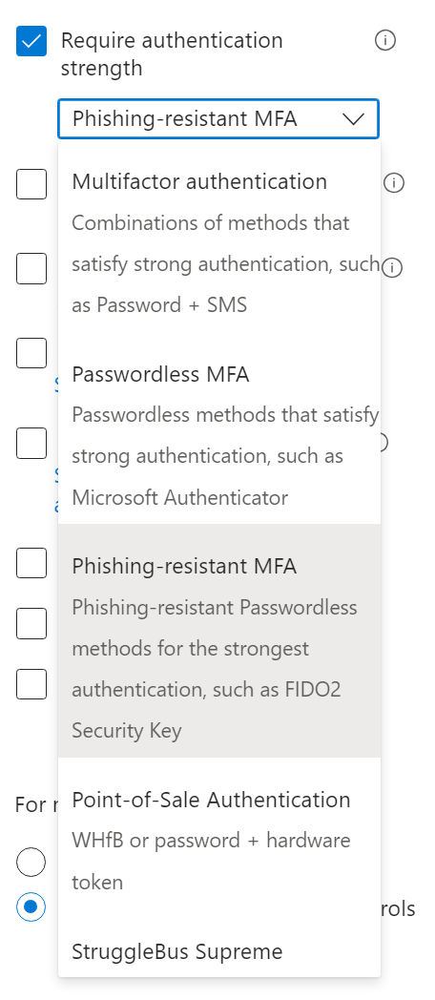 Require authentication
strength
Phishing-resistant MFA
Multifactor authentication
Combinations of methods that
satisfy strong authentication, such
as Password + SMS
Passwordless MFA
Passwordless methods that satisfy
strong authentication, such as
Microsoft Authenticator
Phishing-resistant MFA
Phishing-resistant Passwordless
methods for the strongest
authentication, such as FIDO2
Security Key
For
Point-of-Sale Authentication
WHfB or password + hardware
token
rols
StruggleBus Supreme